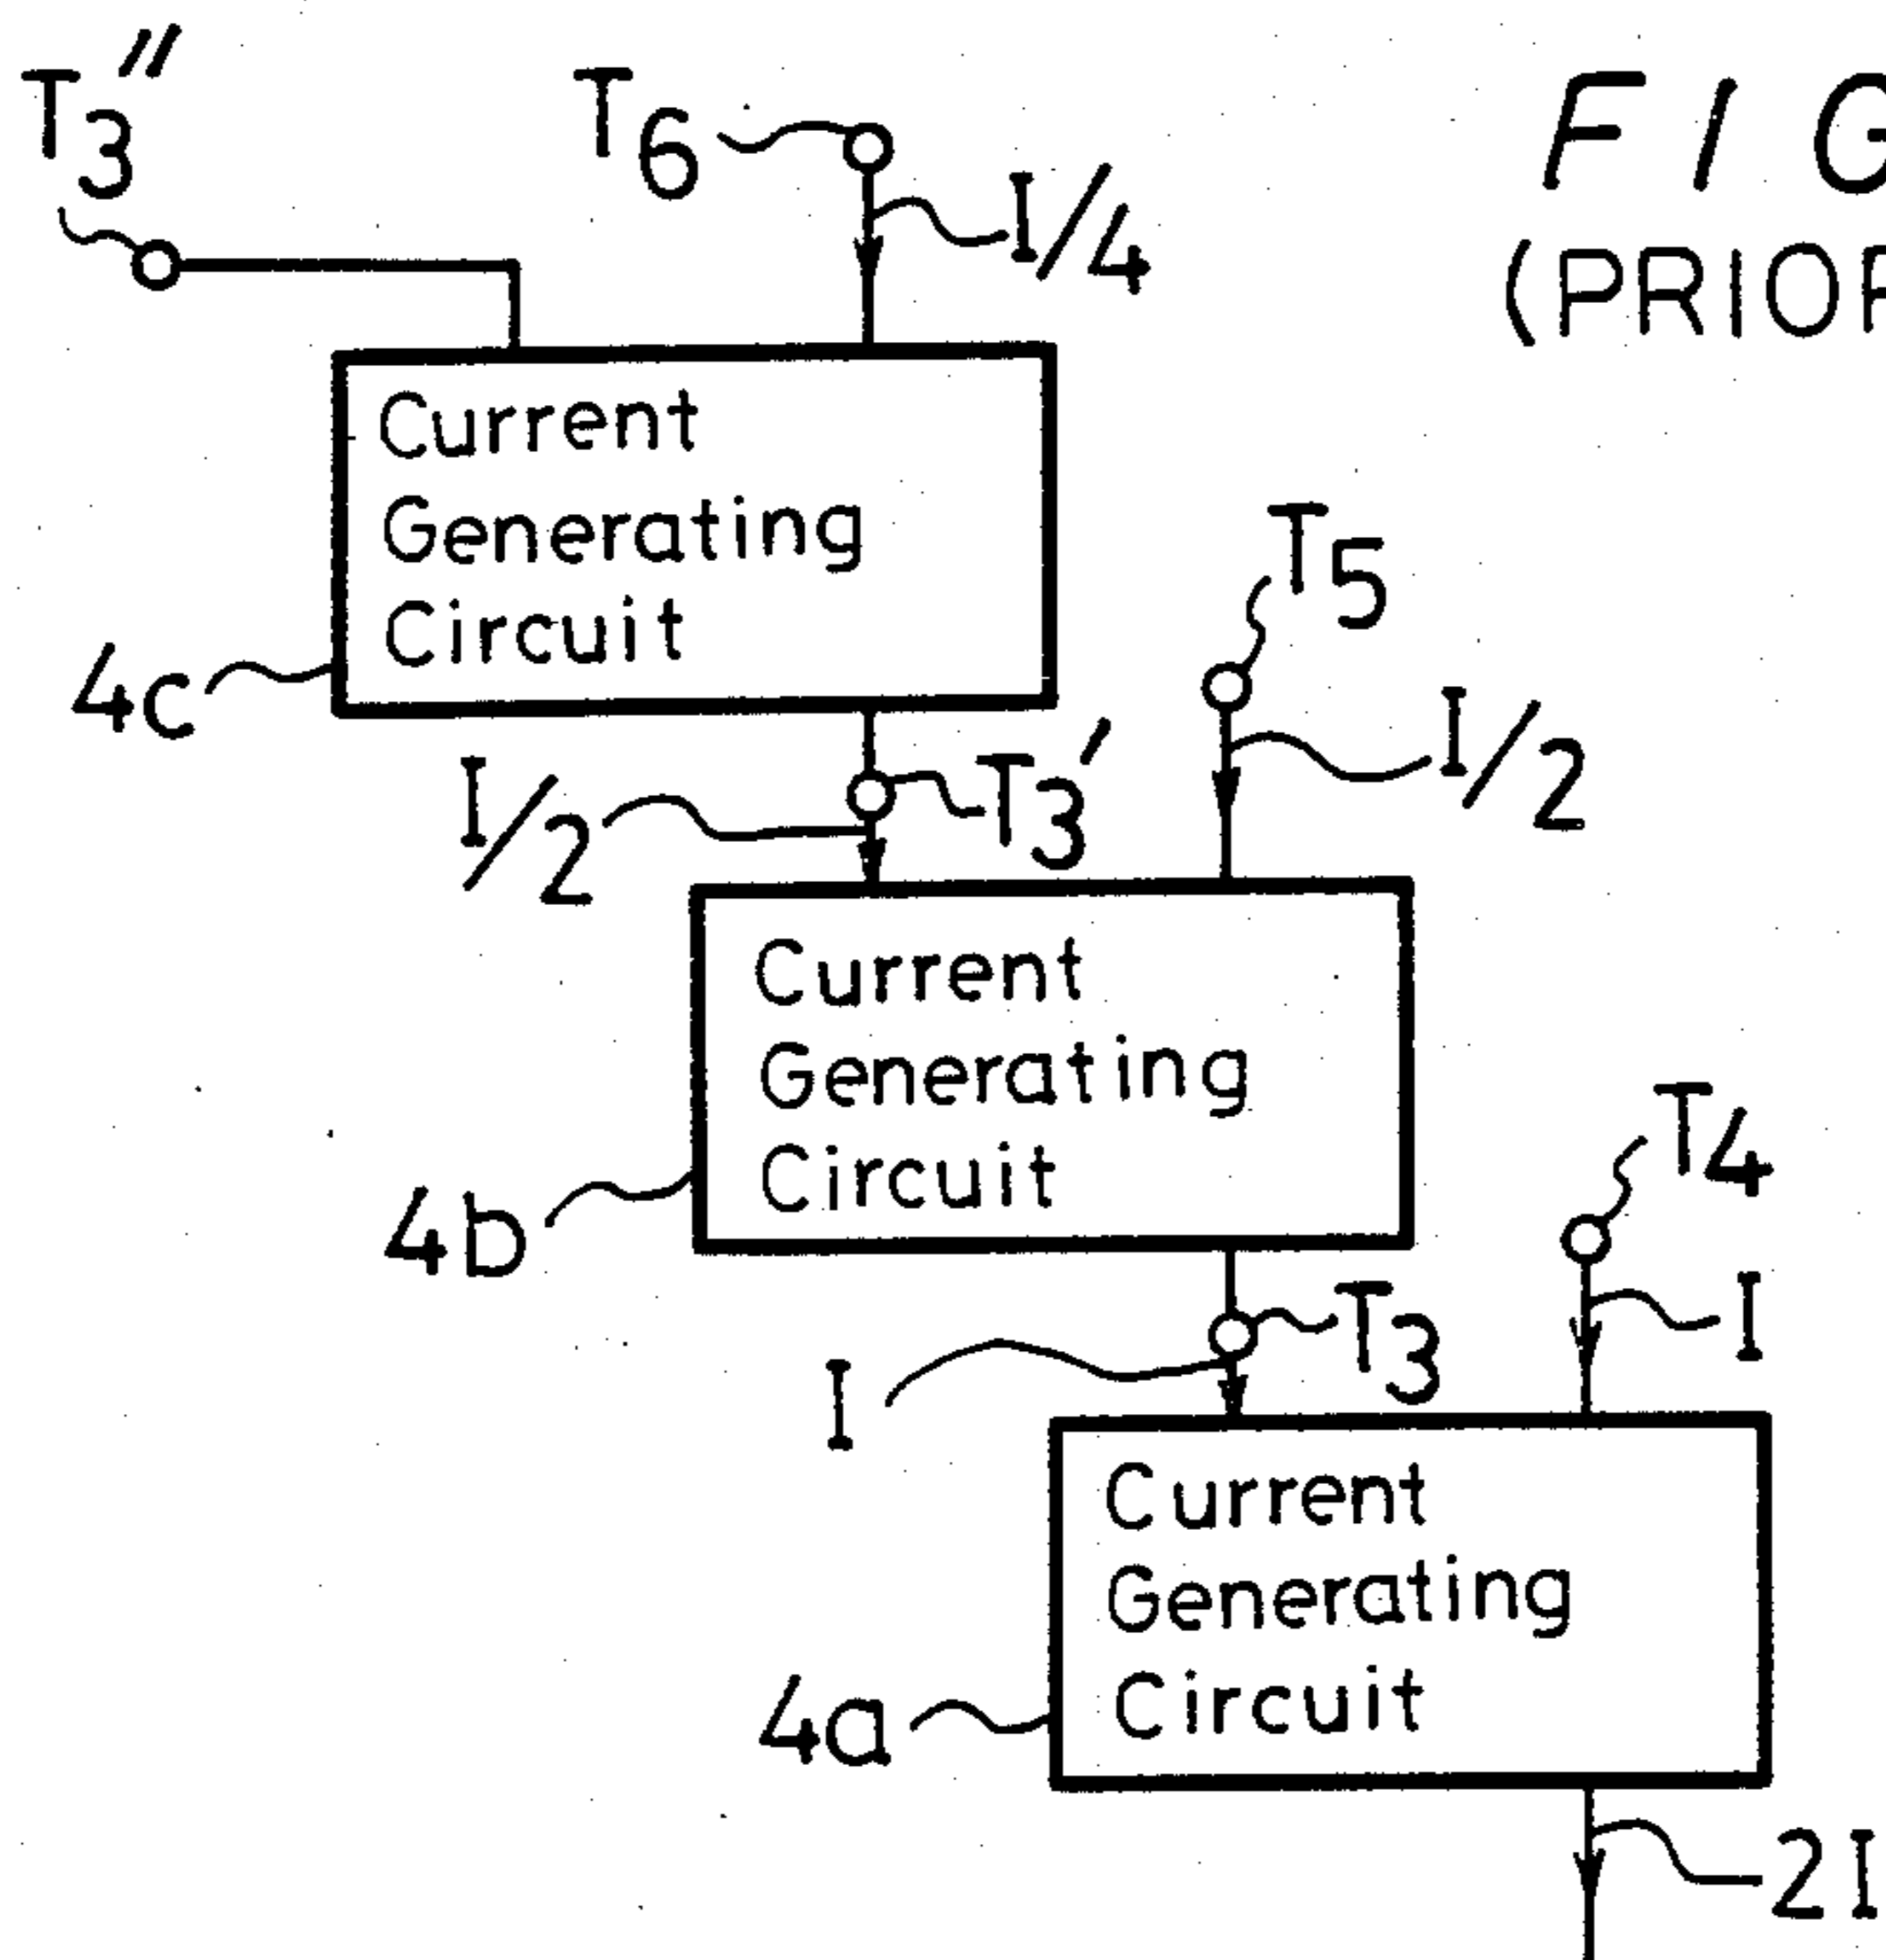 T3''
T6
I/4
FIG
(PRIOR
Current
Generating
Circuit
4c
T5
I/2
I/2
T3'
Current
Generating
Circuit
4b
T4
I
T3
I
Current
Generating
Circuit
4a
2I